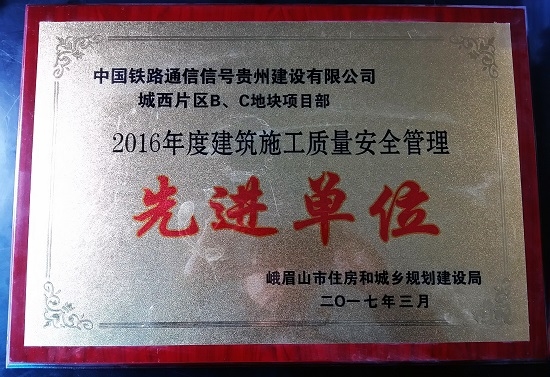 中国铁路通信信号贵州建设有限公司
城西片区B、C地块项目部
2016年度建筑施工质量安全管理
先进单位
峨眉山市住房和城乡规划建设局
二〇一七年三月